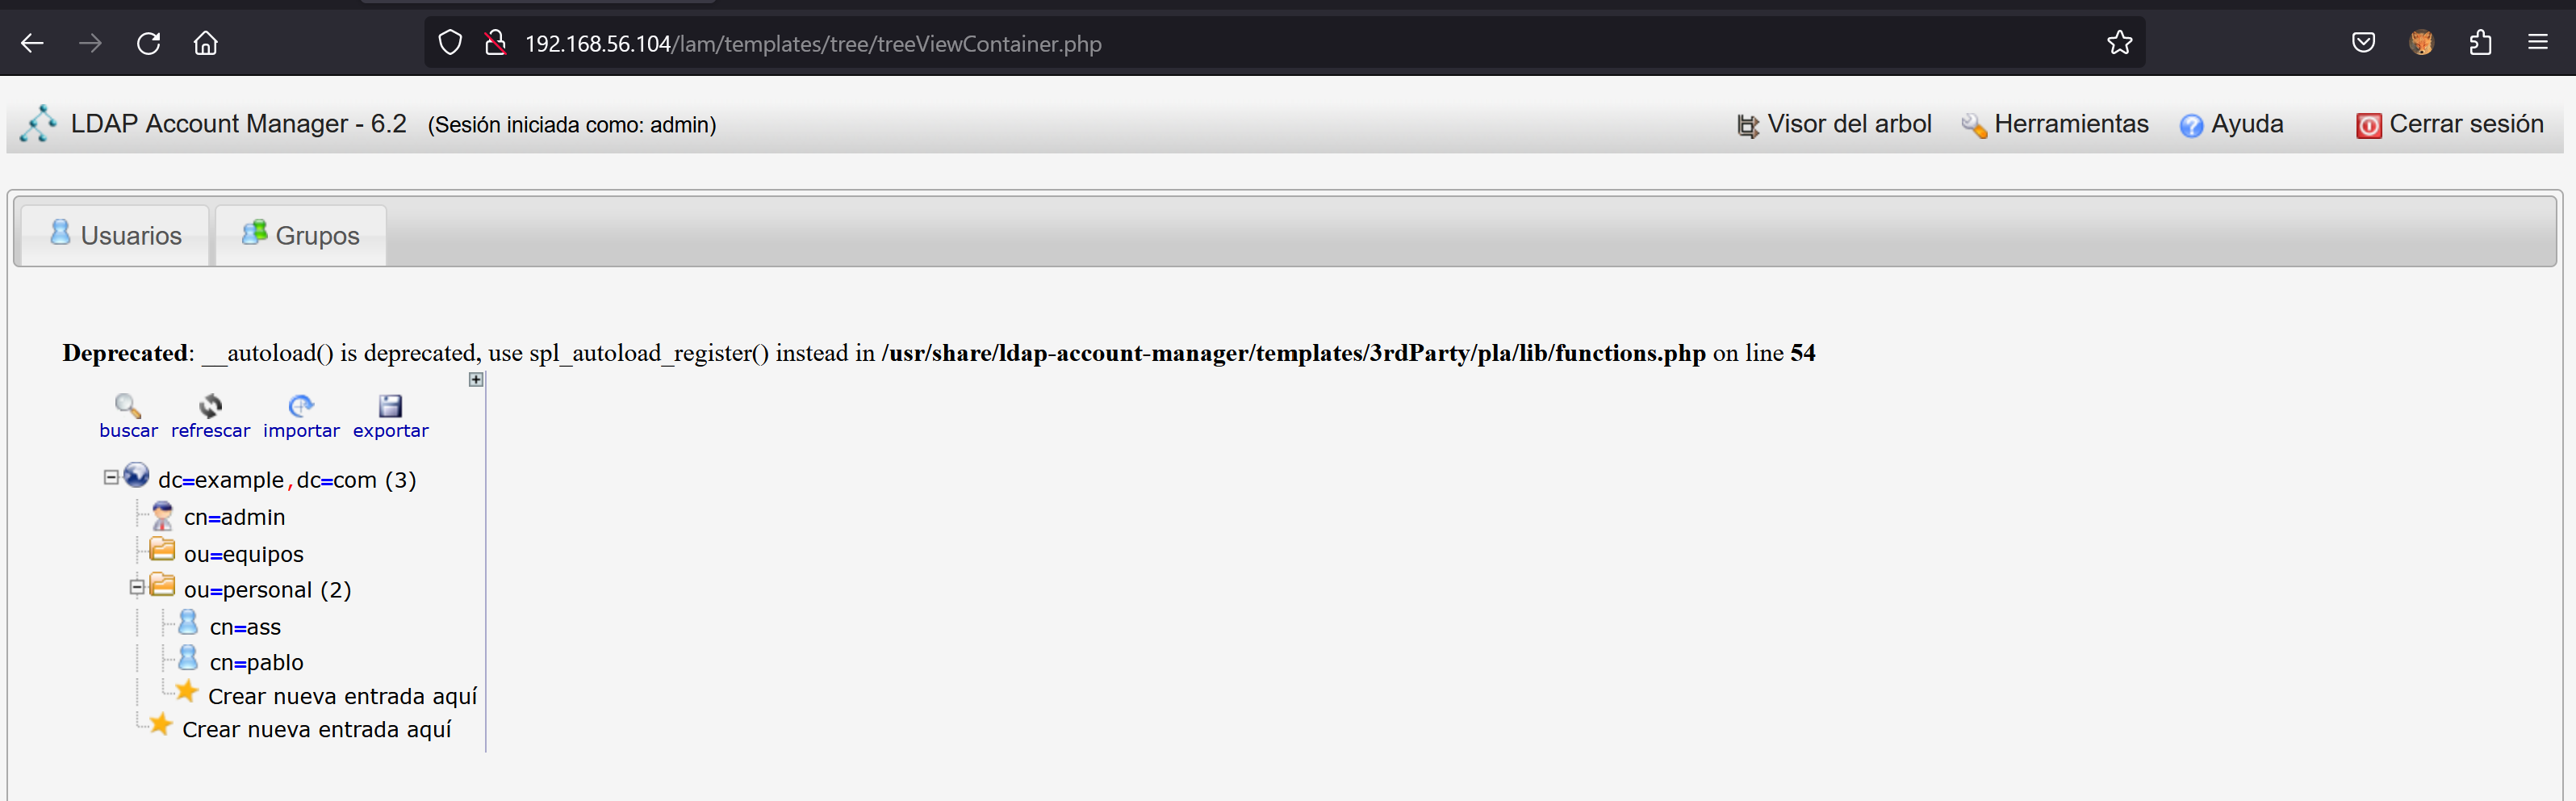 192.168.56.104/lam/templates/tree/treeViewContainer.php
LDAP Account Manager - 6.2 (Sesión iniciada como: admin) Visor del arbol Herramientas Ayuda Cerrar sesión
Usuarios Grupos
Deprecated: __autoload() is deprecated, use spl_autoload_register() instead in /usr/share/ldap-account-manager/templates/3rdParty/pla/lib/functions.php on line 54
buscar refrescar importar exportar
dc=example,dc=com (3)
cn=admin
ou=equipos
ou=personal (2)
cn=ass
cn=pablo
Crear nueva entrada aquí
Crear nueva entrada aquí